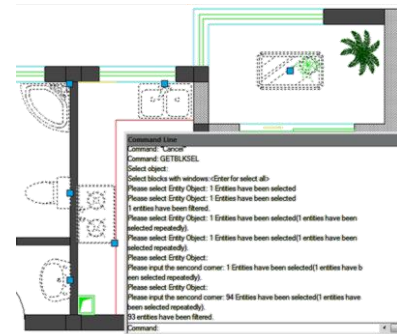 Command Line
Command: *Cancel*
Command: GETBLKSEL
Select object:
Select blocks with windows:<Enter for select all>
Please select Entity Object: 1 Entities have been selected
Please select Entity Object: 1 Entities have been selected
1 entities have been filtered.
Please select Entity Object: 1 Entities have been selected(1 entities have been
selected repeatedly).
Please select Entity Object: 1 Entities have been selected(1 entities have been
selected repeatedly).
Please select Entity Object:
Please input the sencond corner: 1 Entities have been selected(1 entities have b
een selected repeatedly).
Please select Entity Object:
Please input the sencond corner: 94 Entities have been selected(1 entities have
been selected repeatedly).
93 entities have been filtered.
Command: